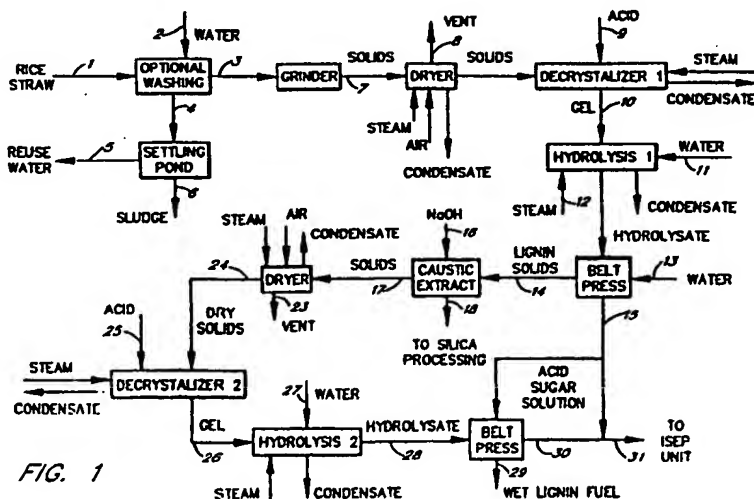 RICE STRAW
1
2
WATER
OPTIONAL WASHING
3
GRINDER
SOLIDS
7
VENT
8
DRYER
SOLIDS
STEAM
AIR
CONDENSATE
ACID
9
DECRYSTALIZER 1
STEAM
CONDENSATE
GEL
10
4
REUSE WATER
5
SETTLING POND
6
SLUDGE
HYDROLYSIS 1
WATER
11
STEAM
12
CONDENSATE
HYDROLYSATE
BELT PRESS
13
WATER
LIGNIN SOLIDS
14
NaOH
16
CAUSTIC EXTRACT
18
TO SILICA PROCESSING
SOLIDS
17
STEAM
AIR
CONDENSATE
DRYER
23
VENT
24
DRY SOLIDS
15
ACID SUGAR SOLUTION
ACID
25
STEAM
CONDENSATE
DECRYSTALIZER 2
GEL
26
27
WATER
HYDROLYSIS 2
STEAM
CONDENSATE
HYDROLYSATE
28
BELT PRESS
29
WET LIGNIN FUEL
30
31
TO ISEP UNIT
FIG. 1